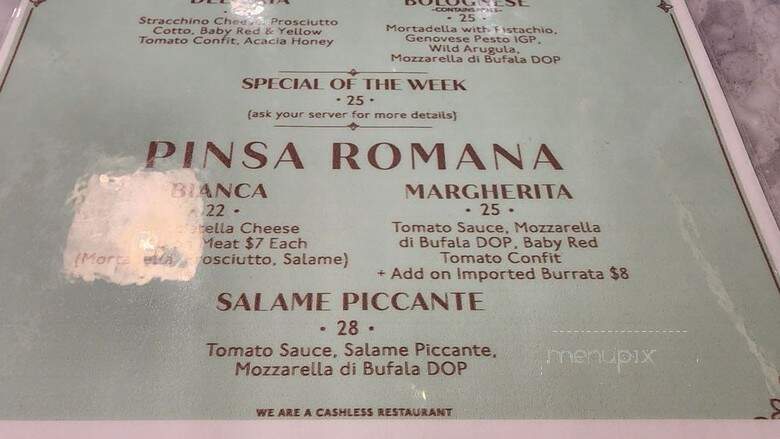 BOLOGNESE
-CONTAINS
• 25 •
Stracchino Cheese, Prosciutto
Cotto, Baby Red & Yellow
Tomato Confit, Acacia Honey
Mortadella with Pistachio,
Genovese Pesto IGP,
Wild Arugula,
Mozzarella di Bufala DOP
SPECIAL OF THE WEEK
• 25 •
(ask your server for more details)
PINSA ROMANA
BIANCA
22 •
Cheese
Meat $7 Each
Prosciutto, Salame)
MARGHERITA
• 25 •
Tomato Sauce, Mozzarella
di Bufala DOP, Baby Red
Tomato Confit
+ Add on Imported Burrata $8
SALAME PICCANTE
• 28 •
Tomato Sauce, Salame Piccante,
Mozzarella di Bufala DOP
menupix
WE ARE A CASHLESS RESTAURANT